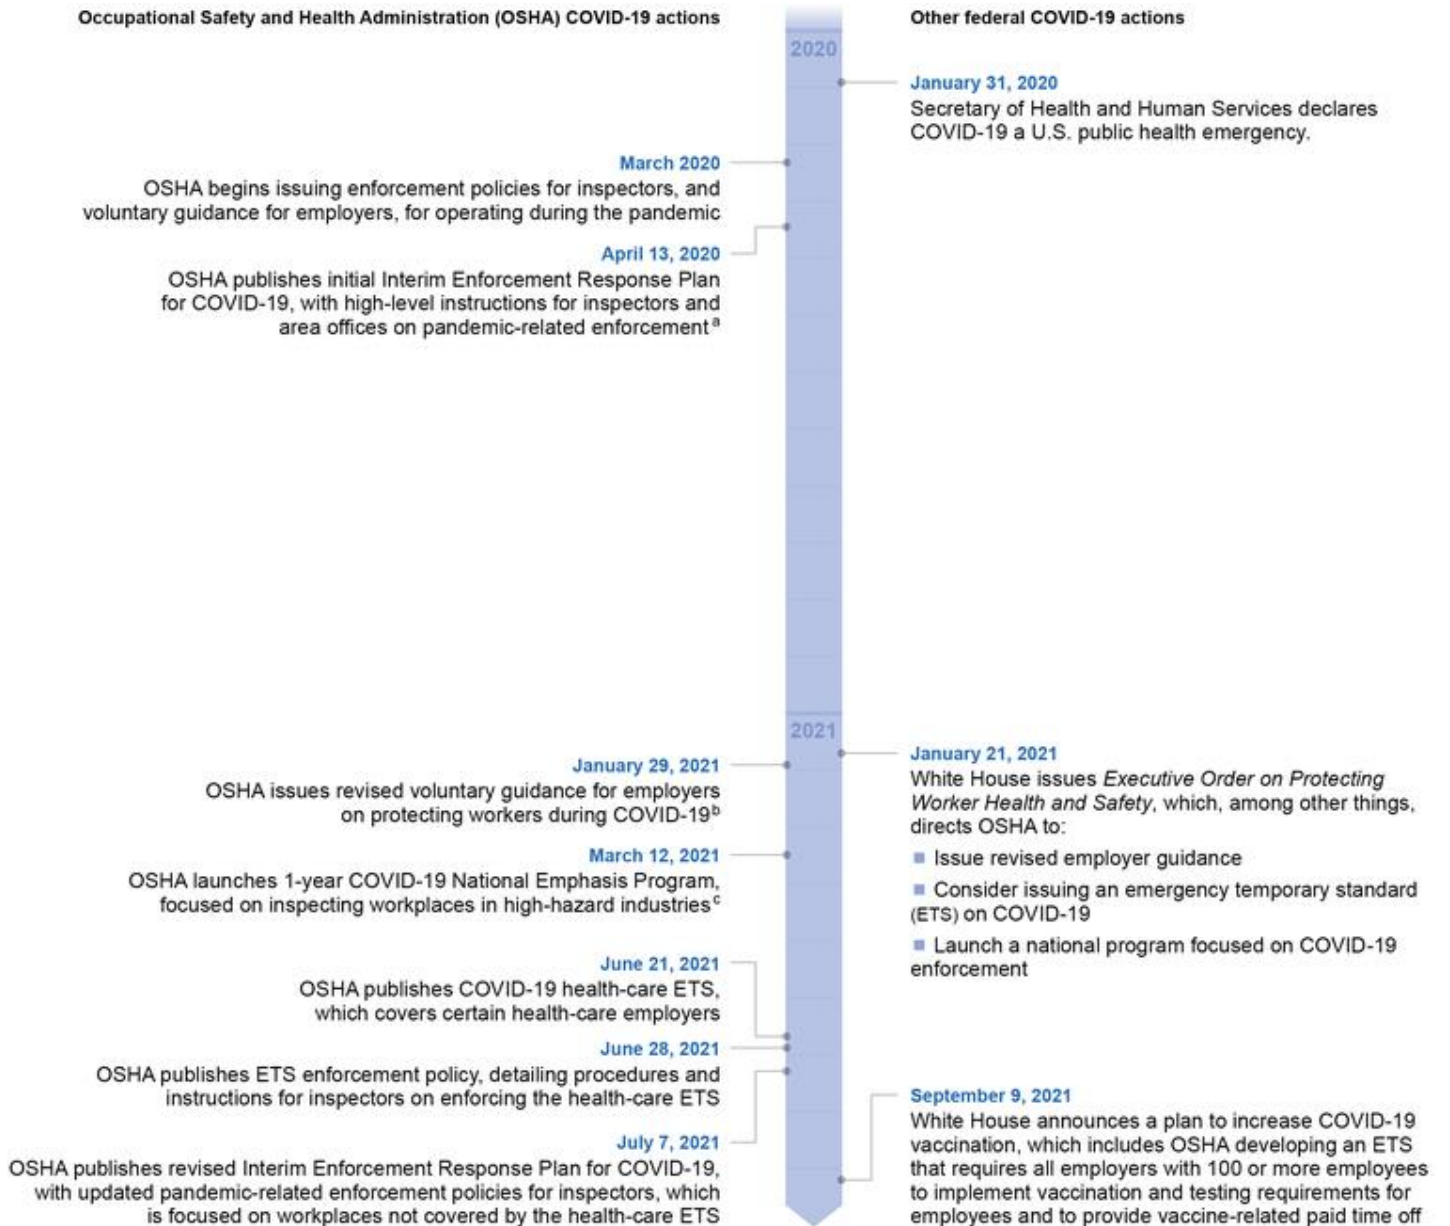 Occupational Safety and Health Administration (OSHA) COVID-19 actions
Other federal COVID-19 actions
2020
January 31, 2020
Secretary of Health and Human Services declares
COVID-19 a U.S. public health emergency.
March 2020
OSHA begins issuing enforcement policies for inspectors, and
voluntary guidance for employers, for operating during the pandemic
April 13, 2020
OSHA publishes initial Interim Enforcement Response Plan
for COVID-19, with high-level instructions for inspectors and
area offices on pandemic-related enforcement a
2021
January 29, 2021
OSHA issues revised voluntary guidance for employers
on protecting workers during COVID-19 b
March 12, 2021
OSHA launches 1-year COVID-19 National Emphasis Program,
focused on inspecting workplaces in high-hazard industries c
June 21, 2021
OSHA publishes COVID-19 health-care ETS,
which covers certain health-care employers
June 28, 2021
OSHA publishes ETS enforcement policy, detailing procedures and
instructions for inspectors on enforcing the health-care ETS
July 7, 2021
OSHA publishes revised Interim Enforcement Response Plan for COVID-19,
with updated pandemic-related enforcement policies for inspectors, which
is focused on workplaces not covered by the health-care ETS
January 21, 2021
White House issues Executive Order on Protecting
Worker Health and Safety, which, among other things,
directs OSHA to:
■ Issue revised employer guidance
■ Consider issuing an emergency temporary standard
(ETS) on COVID-19
■ Launch a national program focused on COVID-19
enforcement
September 9, 2021
White House announces a plan to increase COVID-19
vaccination, which includes OSHA developing an ETS
that requires all employers with 100 or more employees
to implement vaccination and testing requirements for
employees and to provide vaccine-related paid time off